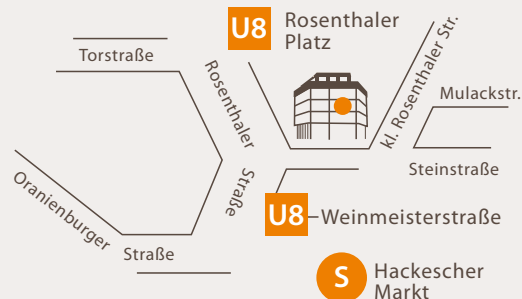 U8 Rosenthaler
Platz
Torstraße
Rosenthaler
Straße
kl. Rosenthaler Str.
Mulackstr.
Steinstraße
Oranienburger
Straße
U8 Weinmeisterstraße
S Hackescher
Markt